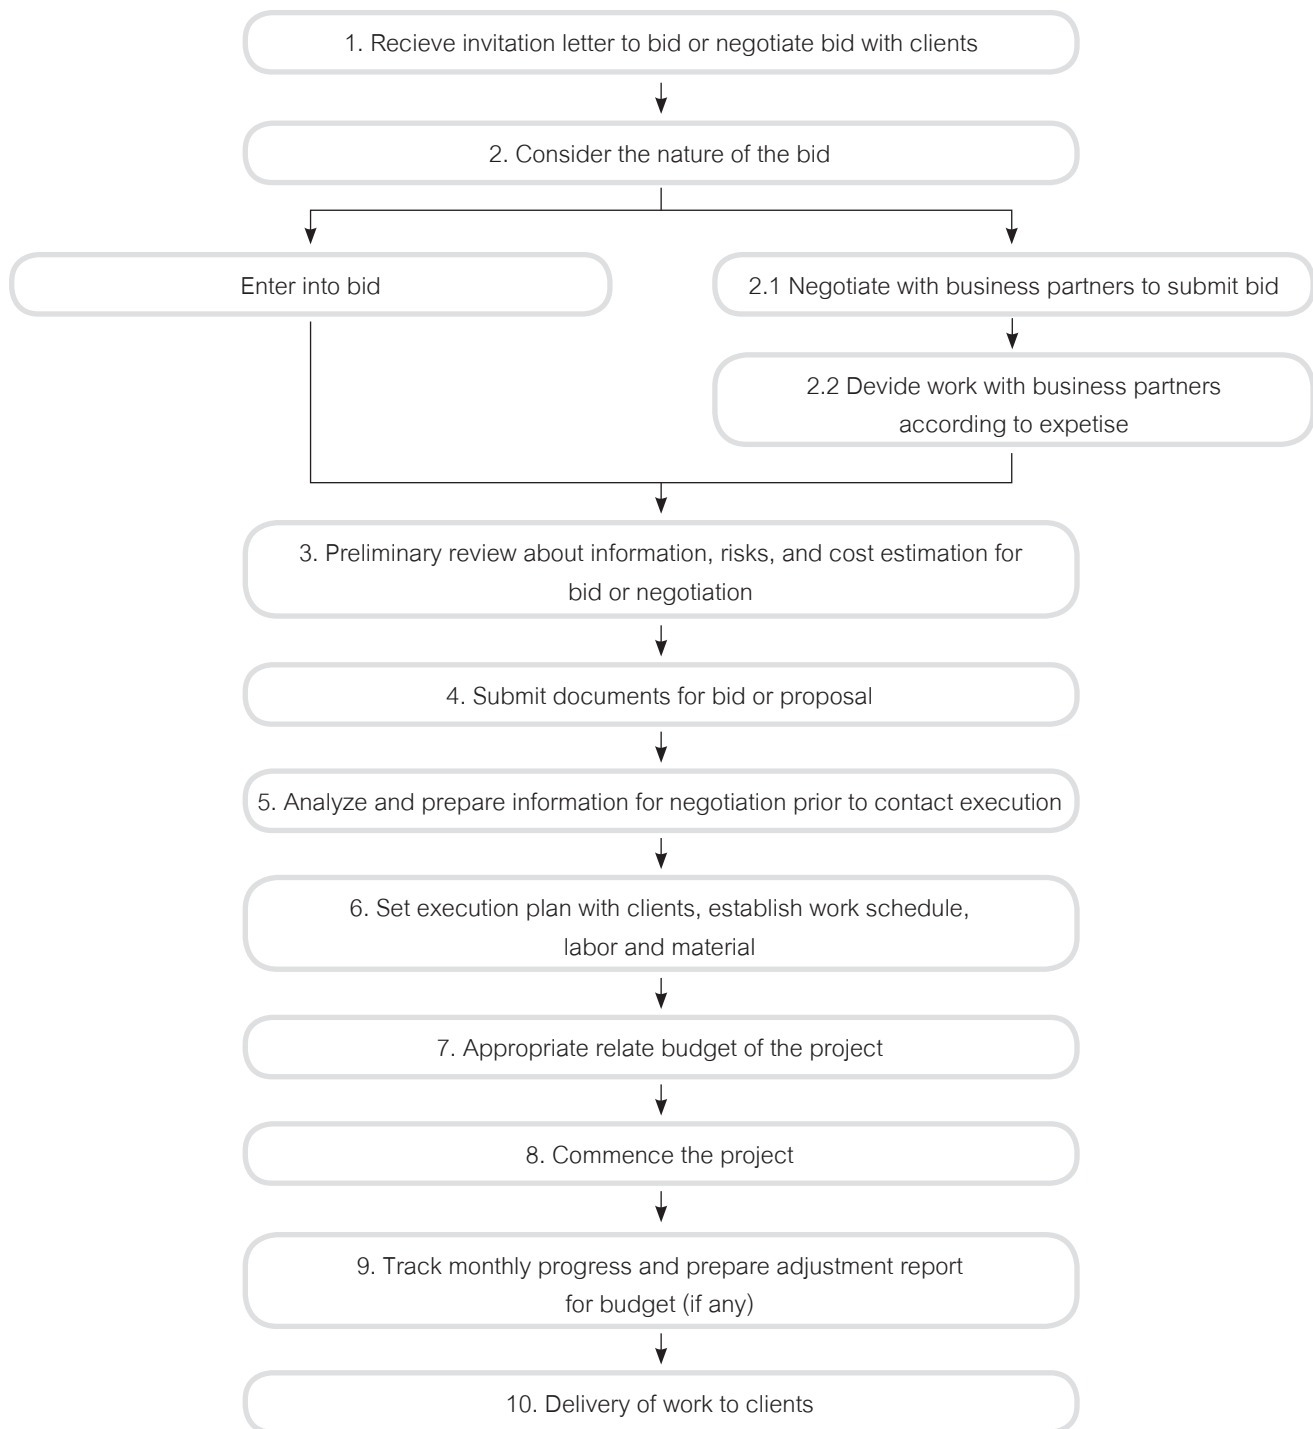 1. Recieve invitation letter to bid or negotiate bid with clients
2. Consider the nature of the bid
Enter into bid
2.1 Negotiate with business partners to submit bid
2.2 Devide work with business partners
according to expetise
3. Preliminary review about information, risks, and cost estimation for
bid or negotiation
4. Submit documents for bid or proposal
5. Analyze and prepare information for negotiation prior to contact execution
6. Set execution plan with clients, establish work schedule,
labor and material
7. Appropriate relate budget of the project
8. Commence the project
9. Track monthly progress and prepare adjustment report
for budget (if any)
10. Delivery of work to clients